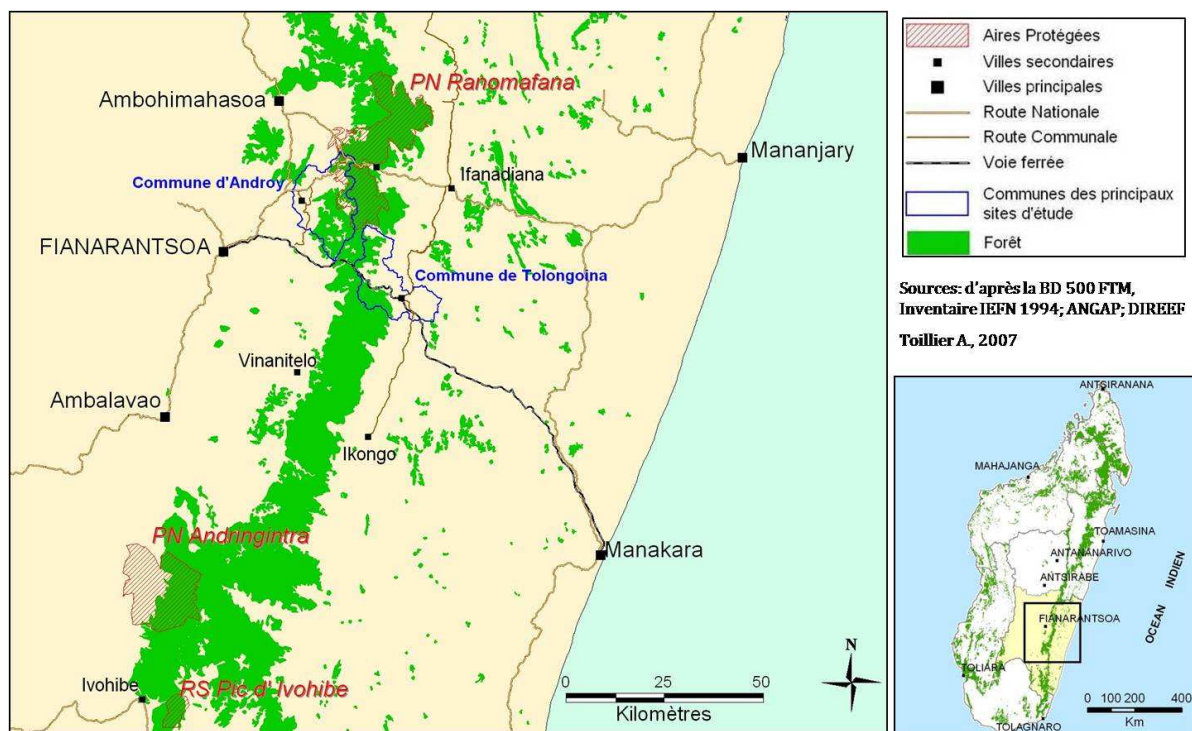 PN Ranomafana
Ambohimahasoa
Mananjary
Ifanadiana
Commune d'Androy
FIANARANTSOA
Commune de Tolongoina
Vinanitelo
Ambalavao
Ikongo
PN Andringintra
Manakara
Ivohibe
RS Pic d' Ivohibe
N
0 25 50
Kilomètres
Aires Protégées
Villes secondaires
Villes principales
Route Nationale
Route Communale
Voie ferrée
Communes des principaux
sites d'étude
Forêt
Sources: d'après la BD 500 FTM,
Inventaire IEFN 1994; ANGAP; DIREEF
Toillier A., 2007
ANTSIRANANA
MAHAJANGA
TOAMASINA
ANTANANARIVO
ANTSIRABE
FIANARANTSOA
OCEAN INDIEN
TOLIARA
TOLAGNARO
0 100 200 400
Km